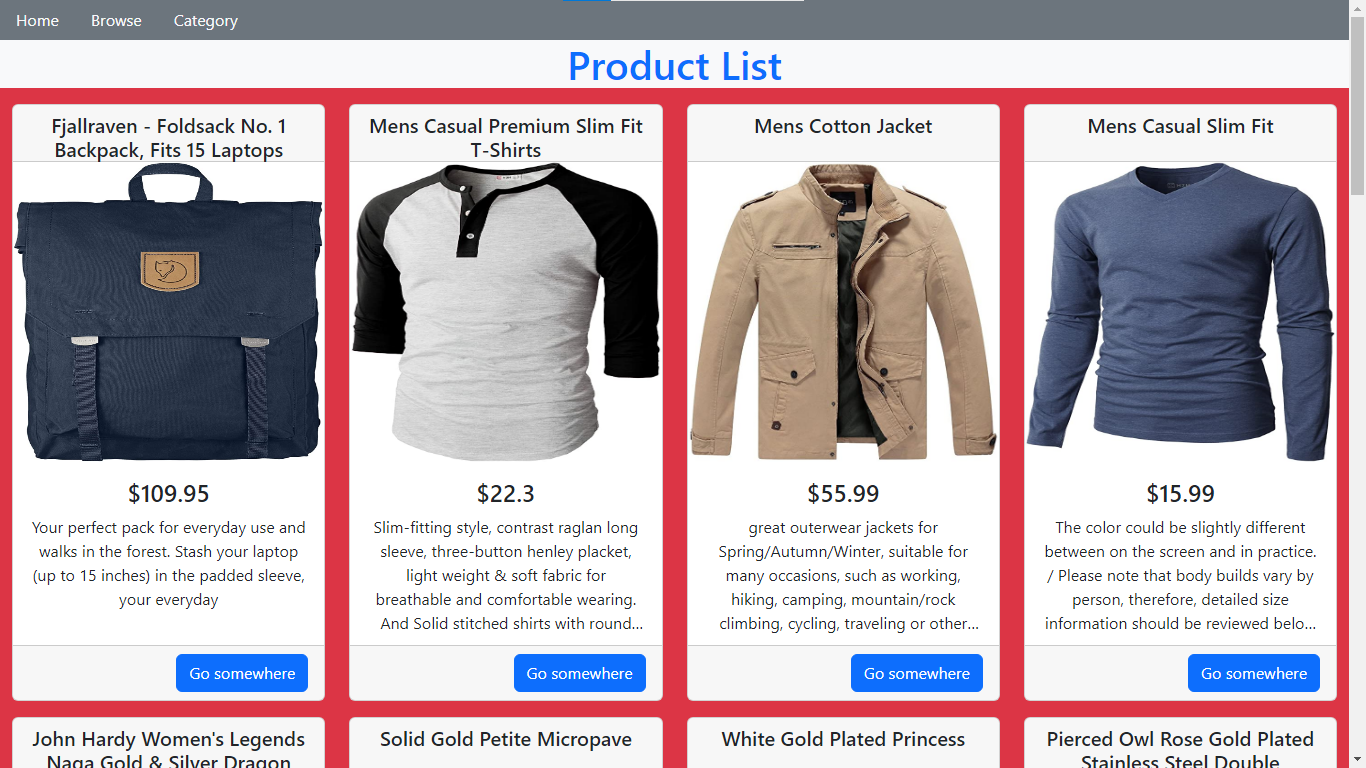 Home Browse Category
Product List
Fjallraven - Foldsack No. 1
Backpack, Fits 15 Laptops
$109.95
Your perfect pack for everyday use and
walks in the forest. Stash your laptop
(up to 15 inches) in the padded sleeve,
your everyday
Go somewhere
Mens Casual Premium Slim Fit
T-Shirts
$22.3
Slim-fitting style, contrast raglan long
sleeve, three-button henley placket,
light weight & soft fabric for
breathable and comfortable wearing.
And Solid stitched shirts with round...
Go somewhere
Mens Cotton Jacket
$55.99
great outerwear jackets for
Spring/Autumn/Winter, suitable for
many occasions, such as working,
hiking, camping, mountain/rock
climbing, cycling, traveling or other...
Go somewhere
Mens Casual Slim Fit
$15.99
The color could be slightly different
between on the screen and in practice.
/ Please note that body builds vary by
person, therefore, detailed size
information should be reviewed belo...
Go somewhere
John Hardy Women's Legends
Naga Gold & Silver Dragon
Solid Gold Petite Micropave
White Gold Plated Princess
Pierced Owl Rose Gold Plated
Stainless Steel Double